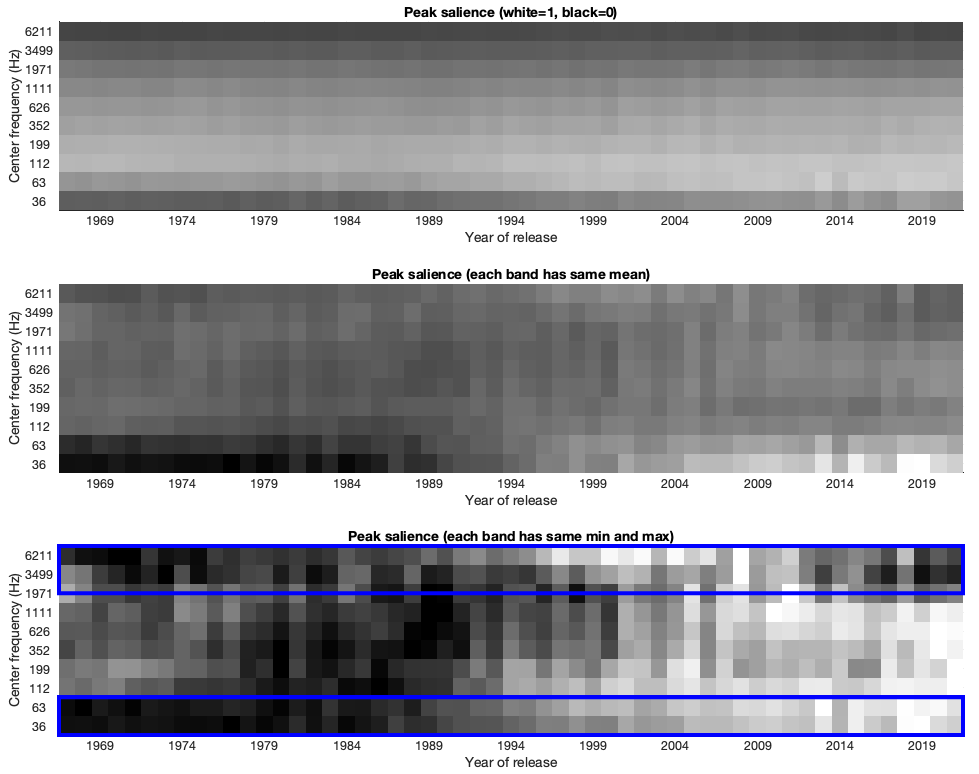 Peak salience (white=1, black=0)
Center frequency (Hz)
6211
3499
1971
1111
626
352
199
112
63
36
1969 1974 1979 1984 1989 1994 1999 2004 2009 2014 2019
Year of release
Peak salience (each band has same mean)
Center frequency (Hz)
6211
3499
1971
1111
626
352
199
112
63
36
1969 1974 1979 1984 1989 1994 1999 2004 2009 2014 2019
Year of release
Peak salience (each band has same min and max)
Center frequency (Hz)
6211
3499
1971
1111
626
352
199
112
63
36
1969 1974 1979 1984 1989 1994 1999 2004 2009 2014 2019
Year of release